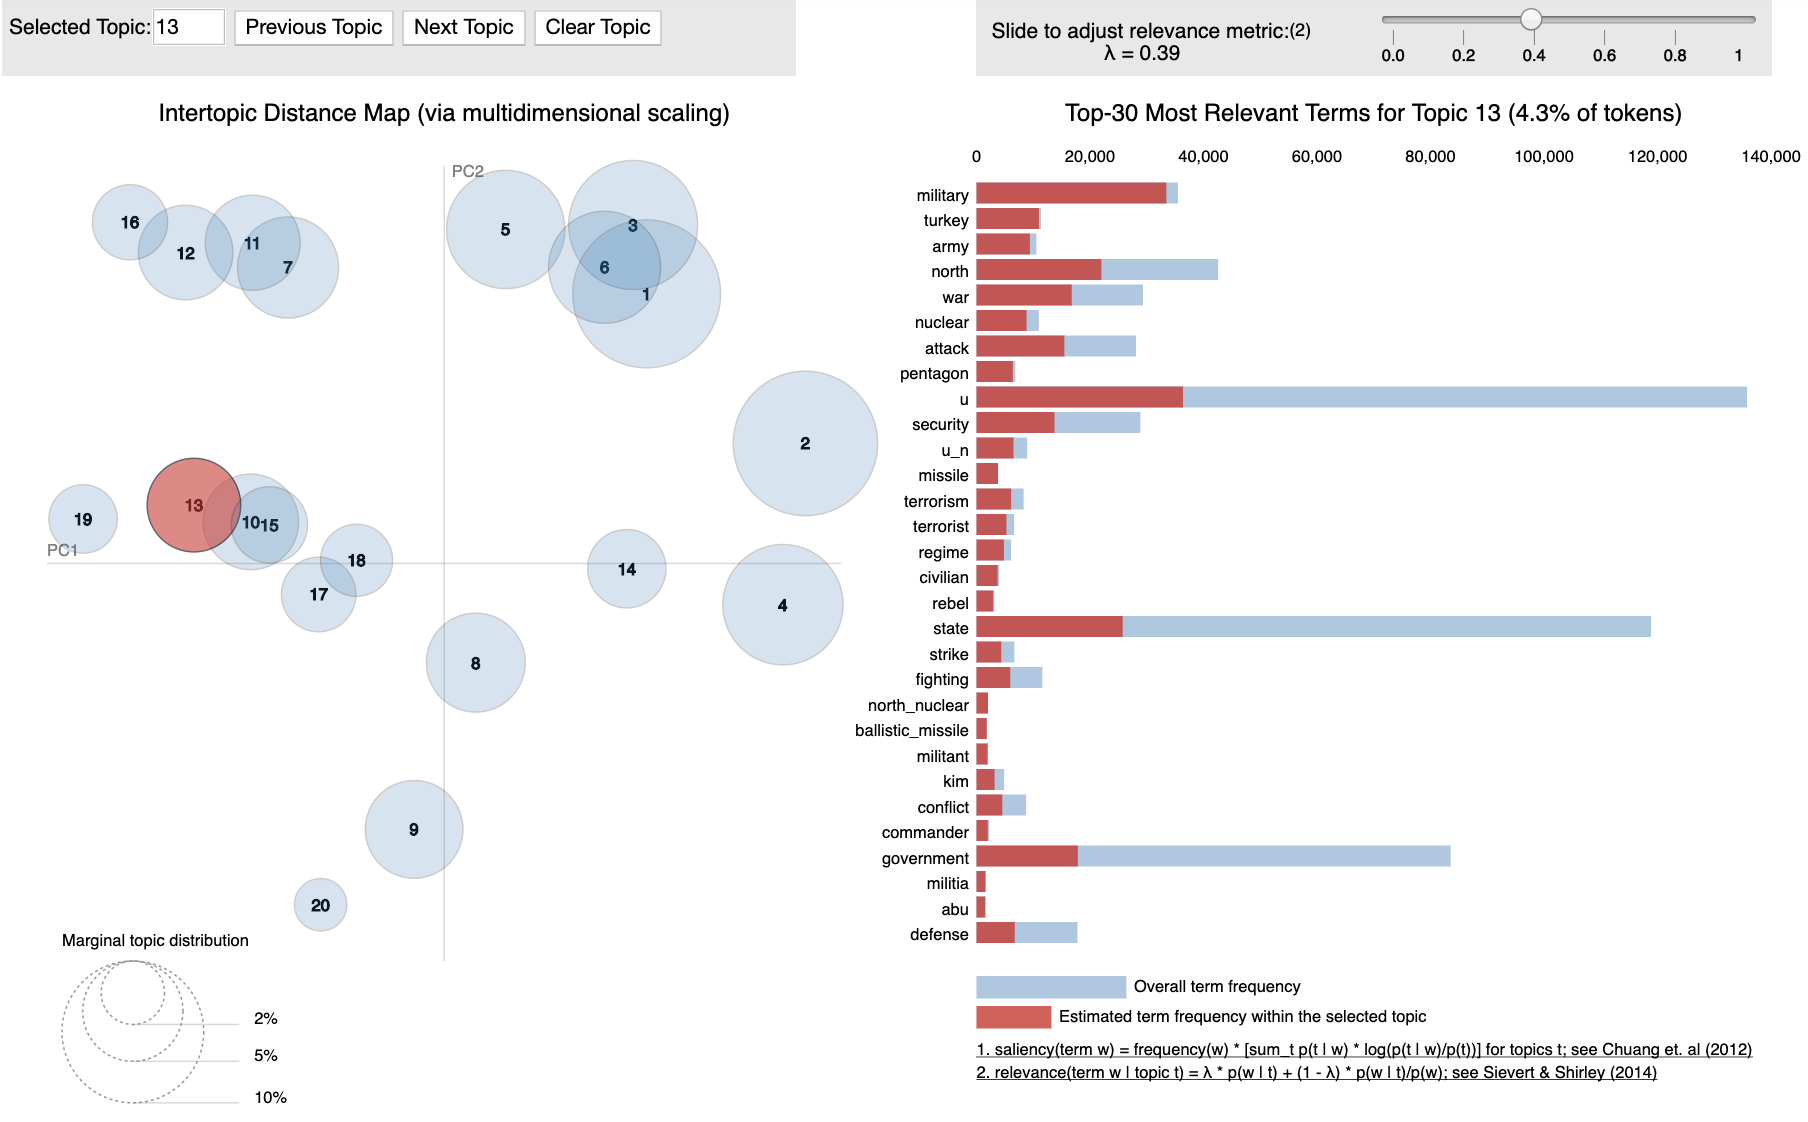 Selected Topic: 13 Previous Topic Next Topic Clear Topic
Slide to adjust relevance metric:(2)
λ = 0.39
0.0 0.2 0.4 0.6 0.8 1
Intertopic Distance Map (via multidimensional scaling)
PC2
PC1
16
12
11
7
5
3
6
1
2
13
10
15
19
18
17
14
4
8
9
20
Marginal topic distribution
2%
5%
10%
Top-30 Most Relevant Terms for Topic 13 (4.3% of tokens)
0 20,000 40,000 60,000 80,000 100,000 120,000 140,000
military
turkey
army
north
war
nuclear
attack
pentagon
u
security
u_n
missile
terrorism
terrorist
regime
civilian
rebel
state
strike
fighting
north_nuclear
ballistic_missile
militant
kim
conflict
commander
government
militia
abu
defense
Overall term frequency
Estimated term frequency within the selected topic
1. saliency(term w) = frequency(w) * [sum_t p(t | w) * log(p(t | w)/p(t))] for topics t; see Chuang et. al (2012)
2. relevance(term w | topic t) = λ * p(w | t) + (1 - λ) * p(w | t)/p(w); see Sievert & Shirley (2014)